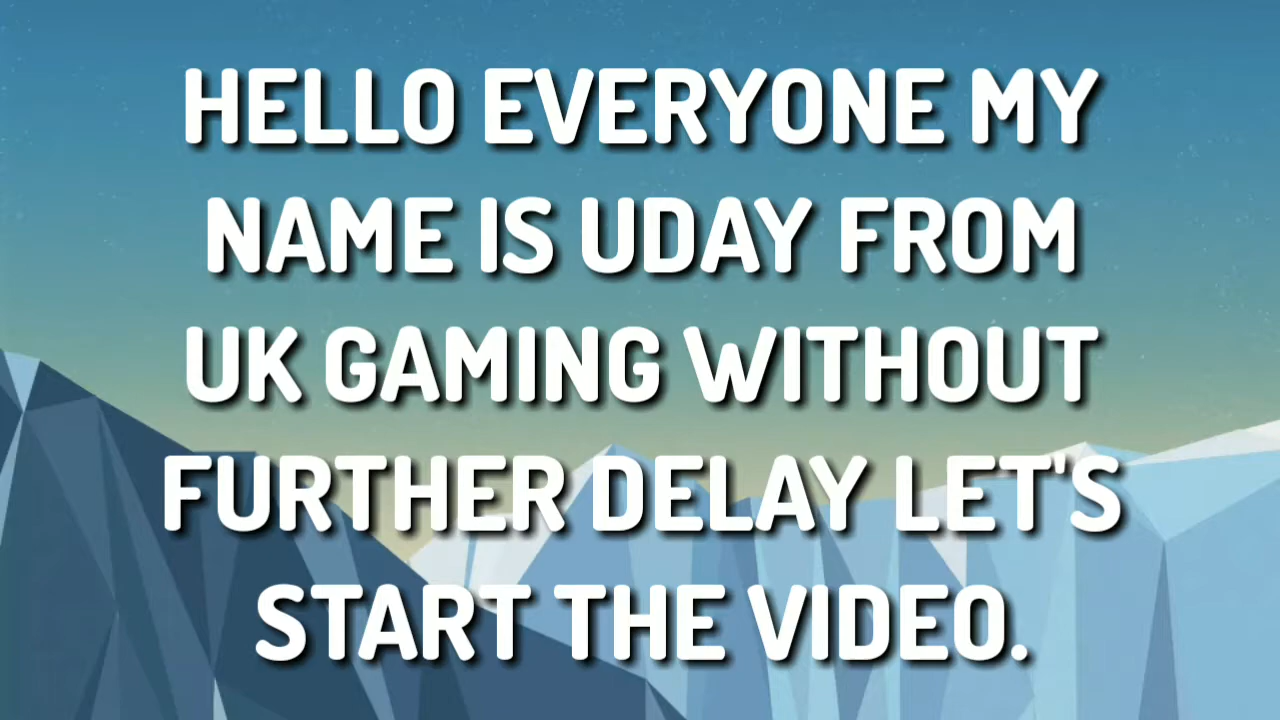 HELLO EVERYONE MY
NAME IS UDAY FROM
UK GAMING WITHOUT
FURTHER DELAY LET'S
START THE VIDEO.